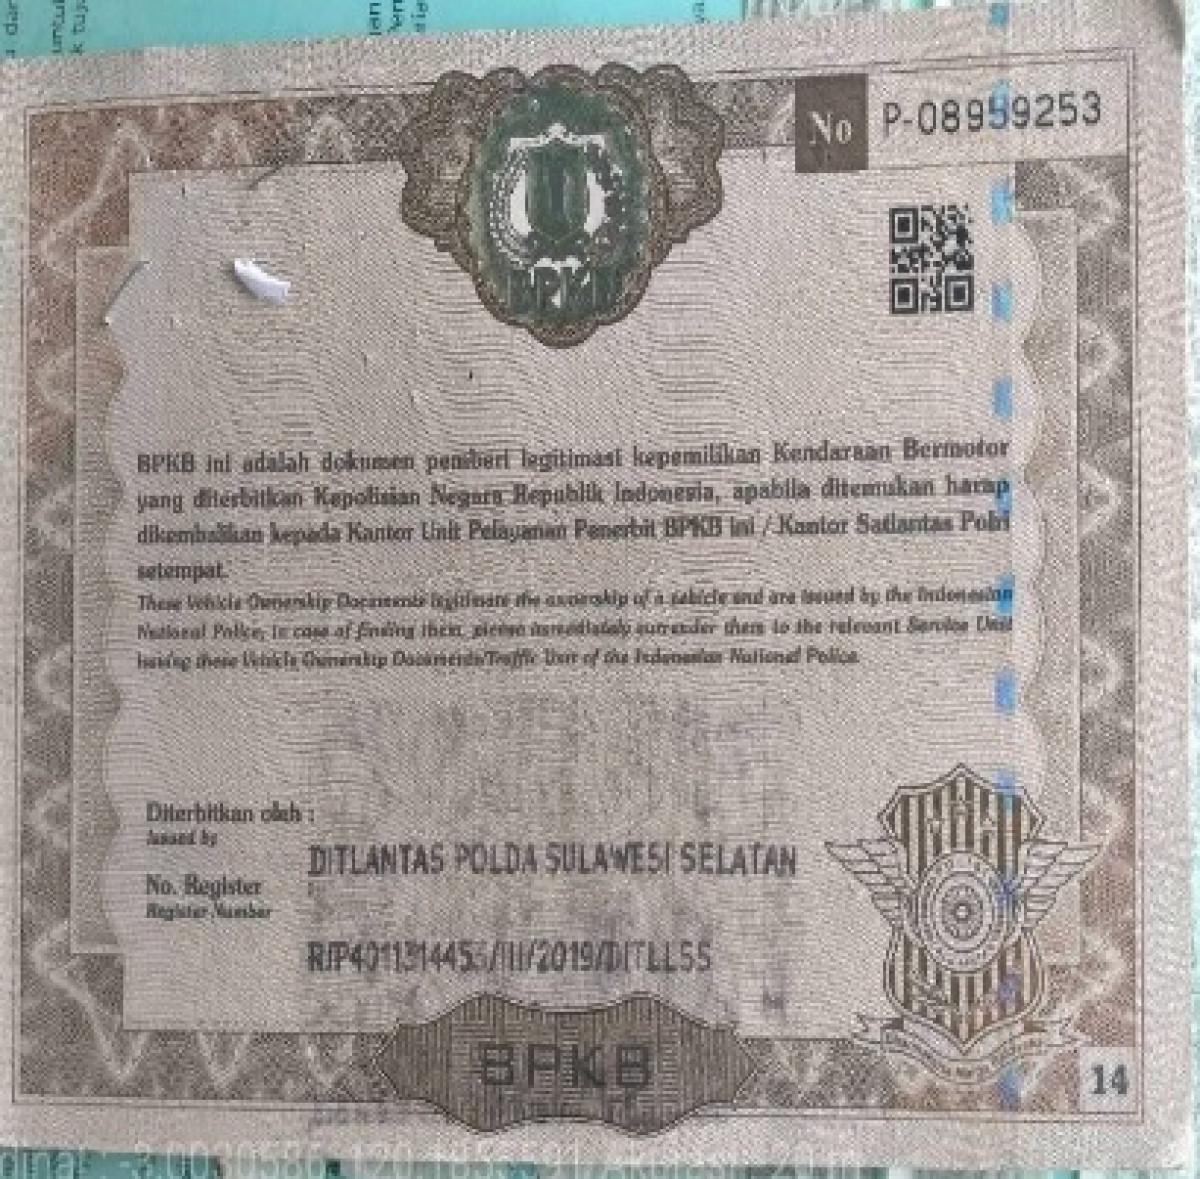 No P-08959253
BPKB
BPKB ini adalah dokumen pemberi legitimasi kepemilikan Kendaraan Bermotor
yang diterbitkan Kepolisian Negara Republik Indonesia, apabila ditemukan harap
dikembalikan kepada Kantor Unit Pelayanan Penerbit BPKB ini / Kantor Satlantas Polri
setempat.
These Vehicle Ownership Documents legitimate the ownership of a vehicle and are issued by the Indonesian
National Police, in case of finding them, please immediately surrender them to the relevant Service Unit
having these Vehicle Ownership Documents/Traffic Unit of the Indonesian National Police.
Diterbitkan oleh :
Issued by
DITLANTAS POLDA SULAWESI SELATAN
No. Register :
Register Number
R/P401131445/III/2019/DITLLSS
BPKB
14